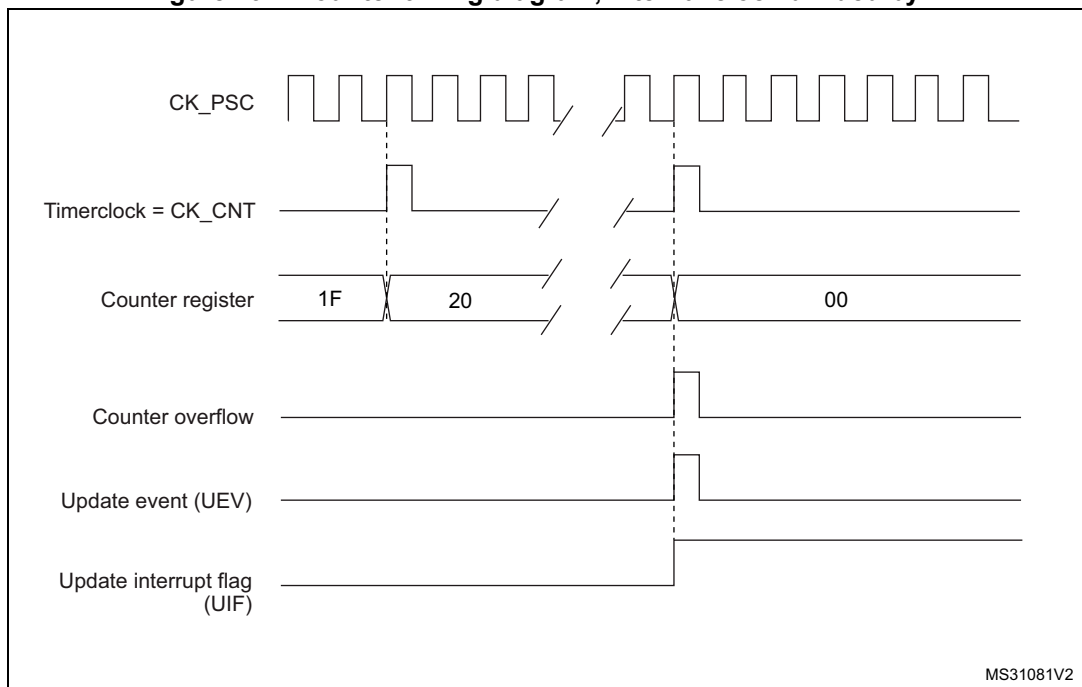 CK_PSC
Timerclock = CK_CNT
Counter register
1F
20
00
Counter overflow
Update event (UEV)
Update interrupt flag
(UIF)
MS31081V2